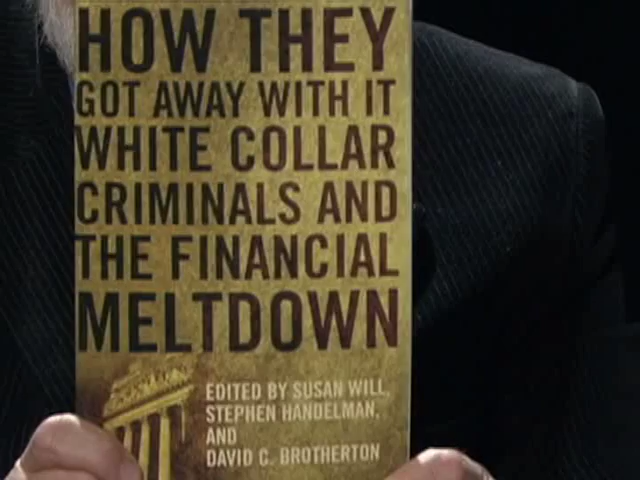 HOW THEY
GOT AWAY WITH IT
WHITE COLLAR
CRIMINALS AND
THE FINANCIAL
MELTDOWN
EDITED BY SUSAN WILL,
STEPHEN HANDELMAN,
AND
DAVID C. BROTHERTON